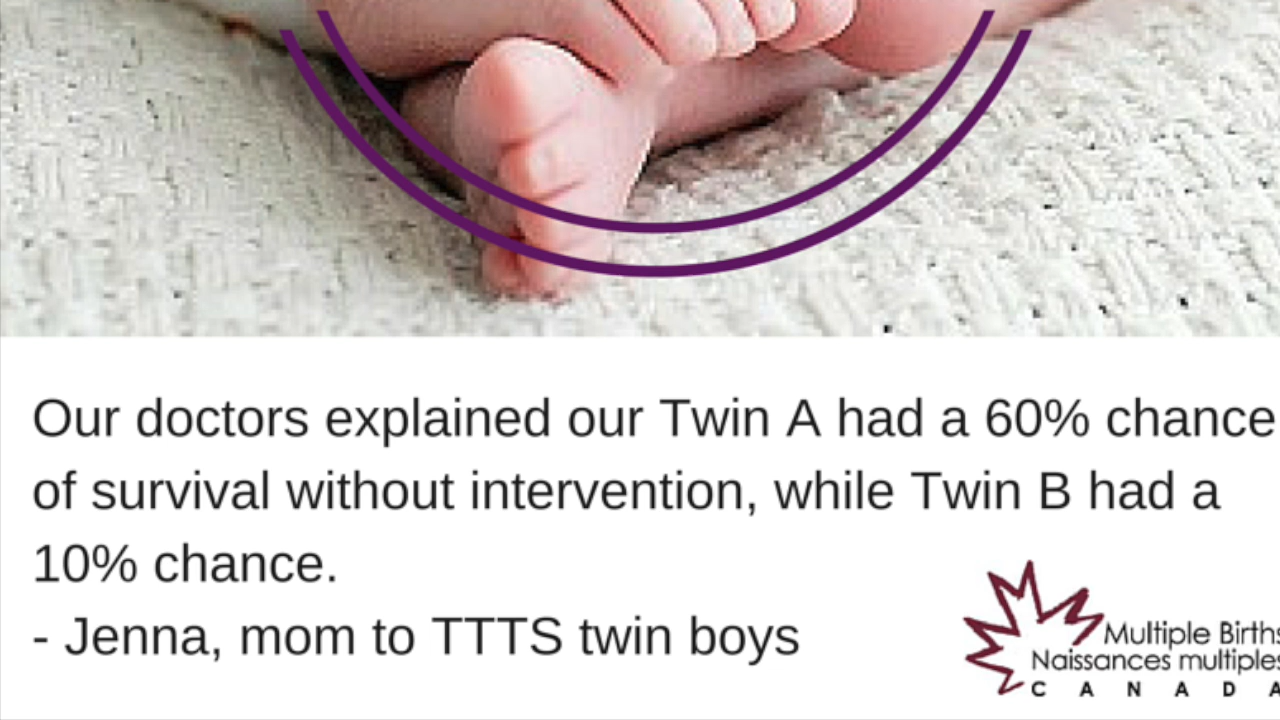 Our doctors explained our Twin A had a 60% chance
of survival without intervention, while Twin B had a
10% chance.
- Jenna, mom to TTTS twin boys
Multiple Births
Naissances multiples
CANADA